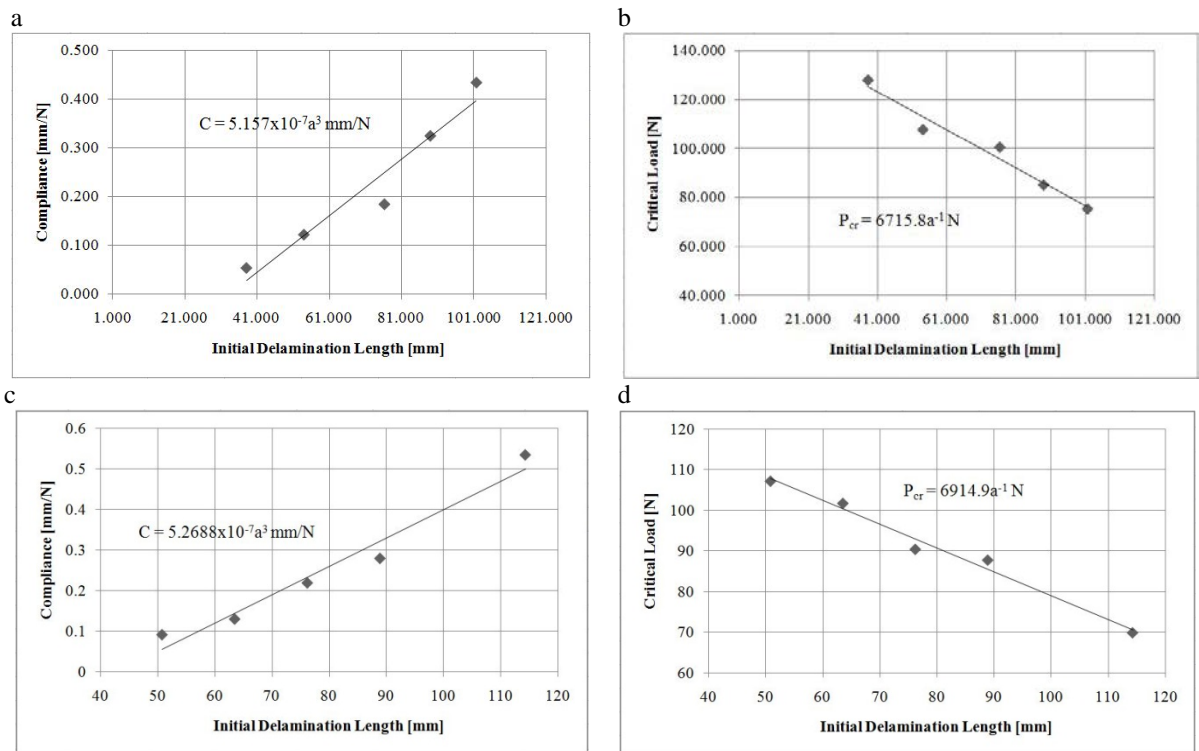 a
0.500
0.400
0.300
0.200
0.100
0.000
Compliance [mm/N]
C = 5.157x10⁻⁷a³ mm/N
1.000 21.000 41.000 61.000 81.000 101.000 121.000
Initial Delamination Length [mm]
b
140.000
120.000
100.000
80.000
60.000
40.000
Critical Load [N]
P_cr = 6715.8a⁻¹ N
1.000 21.000 41.000 61.000 81.000 101.000 121.000
Initial Delamination Length [mm]
c
0.6
0.5
0.4
0.3
0.2
0.1
0
Compliance [mm/N]
C = 5.2688x10⁻⁷a³ mm/N
40 50 60 70 80 90 100 110 120
Initial Delamination Length [mm]
d
120
110
100
90
80
70
60
Critical Load [N]
P_cr = 6914.9a⁻¹ N
40 50 60 70 80 90 100 110 120
Initial Delamination Length [mm]